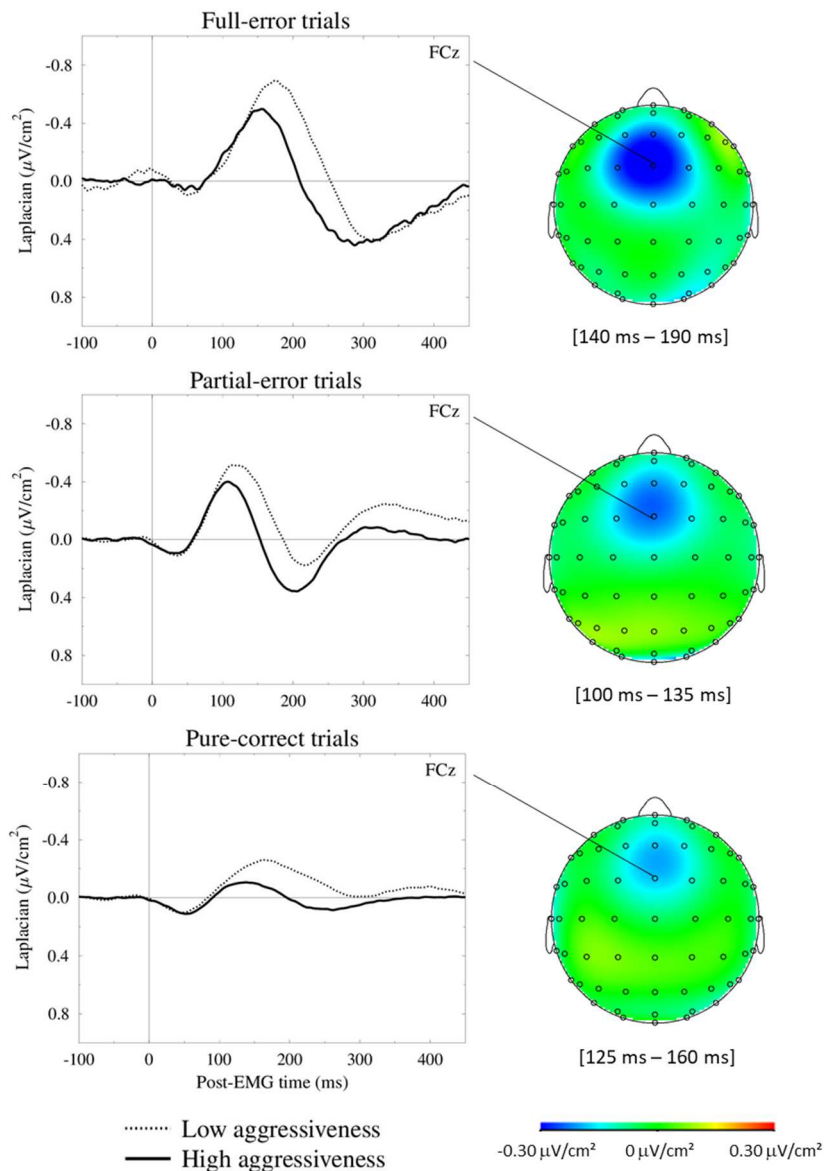 Full-error trials
FCz
-0.8
-0.4
0.0
0.4
0.8
Laplacian (µV/cm²)
-100 0 100 200 300 400
[140 ms – 190 ms]
Partial-error trials
FCz
-0.8
-0.4
0.0
0.4
0.8
Laplacian (µV/cm²)
-100 0 100 200 300 400
[100 ms – 135 ms]
Pure-correct trials
FCz
-0.8
-0.4
0.0
0.4
0.8
Laplacian (µV/cm²)
-100 0 100 200 300 400
Post-EMG time (ms)
[125 ms – 160 ms]
Low aggressiveness
High aggressiveness
-0.30 µV/cm² 0 µV/cm² 0.30 µV/cm²